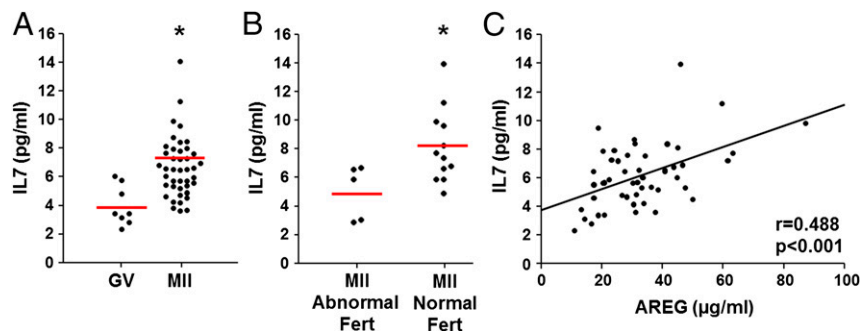 A
IL7 (pg/ml)
16
14
12
10
8
6
4
2
0
*
GV MII
B
IL7 (pg/ml)
16
14
12
10
8
6
4
2
0
*
MII
Abnormal
Fert
MII
Normal
Fert
C
IL7 (pg/ml)
16
14
12
10
8
6
4
2
0
r=0.488
p<0.001
0 20 40 60 80 100
AREG (µg/ml)